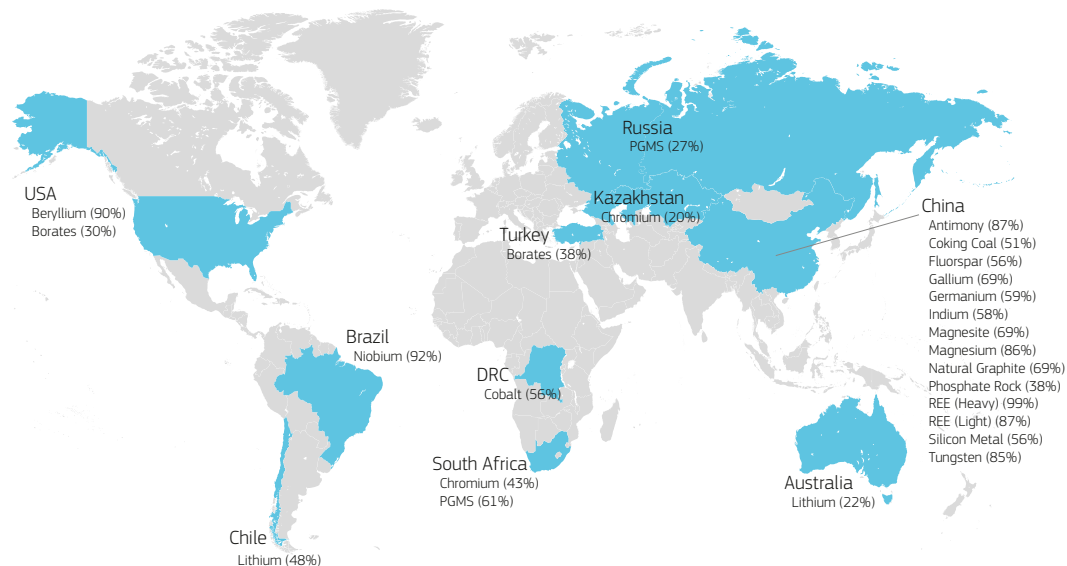 USA
Beryllium (90%)
Borates (30%)
Russia
PGMS (27%)
Kazakhstan
Chromium (20%)
Turkey
Borates (38%)
China
Antimony (87%)
Coking Coal (51%)
Fluorspar (56%)
Gallium (69%)
Germanium (59%)
Indium (58%)
Magnesite (69%)
Magnesium (86%)
Natural Graphite (69%)
Phosphate Rock (38%)
REE (Heavy) (99%)
REE (Light) (87%)
Silicon Metal (56%)
Tungsten (85%)
Brazil
Niobium (92%)
DRC
Cobalt (56%)
South Africa
Chromium (43%)
PGMS (61%)
Australia
Lithium (22%)
Chile
Lithium (48%)